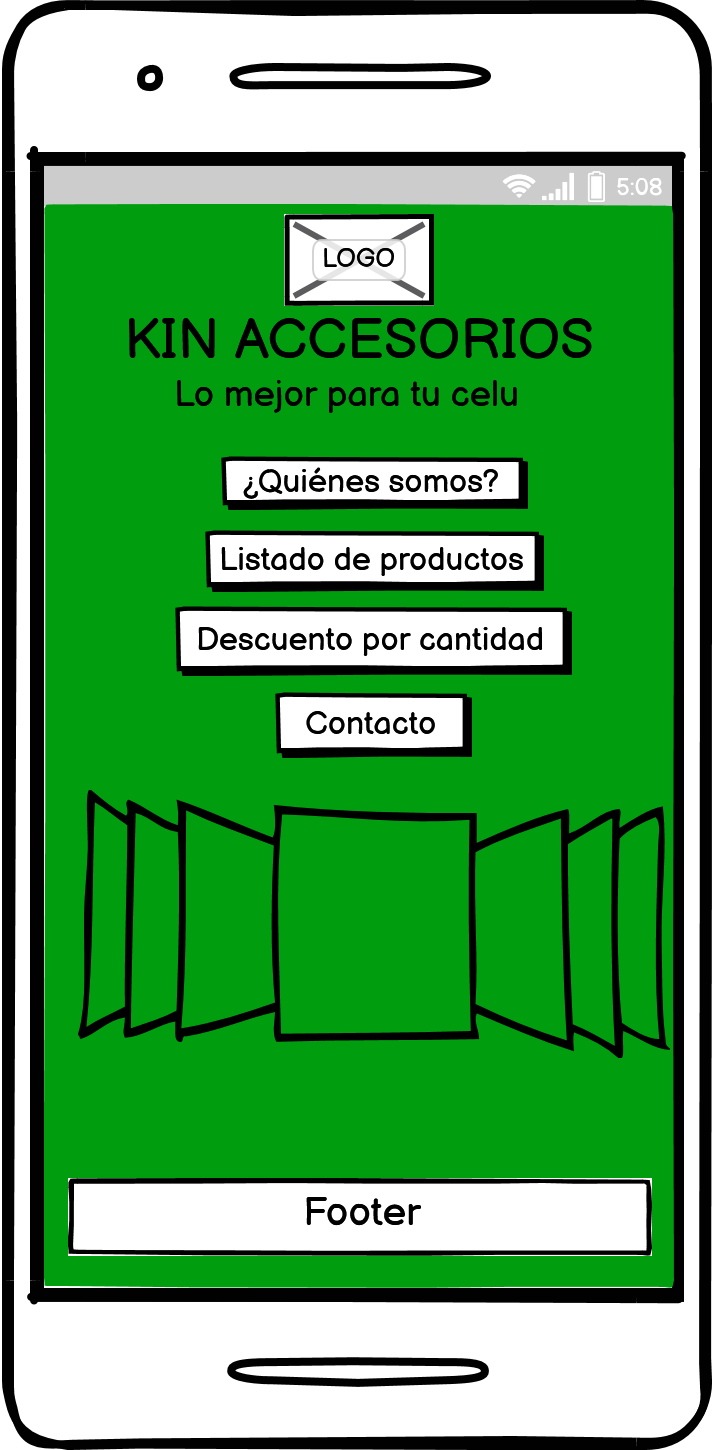 5:08
LOGO
KIN ACCESORIOS
Lo mejor para tu celu
¿Quiénes somos?
Listado de productos
Descuento por cantidad
Contacto
Footer